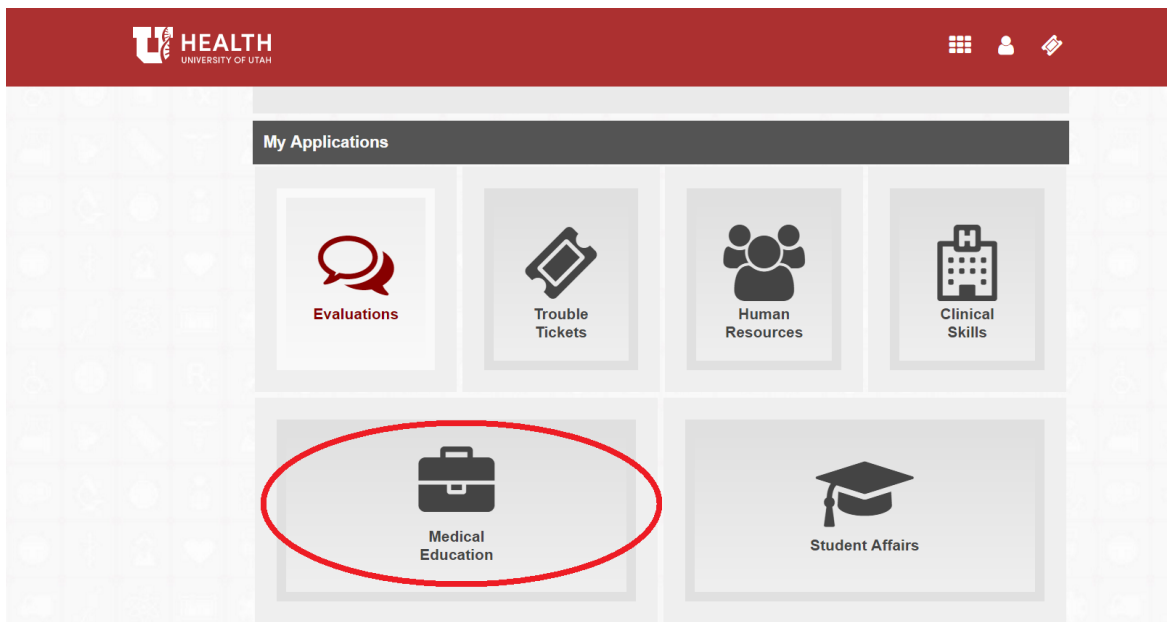 HEALTH
UNIVERSITY OF UTAH
My Applications
Evaluations
Trouble
Tickets
Human
Resources
Clinical
Skills
Medical
Education
Student Affairs